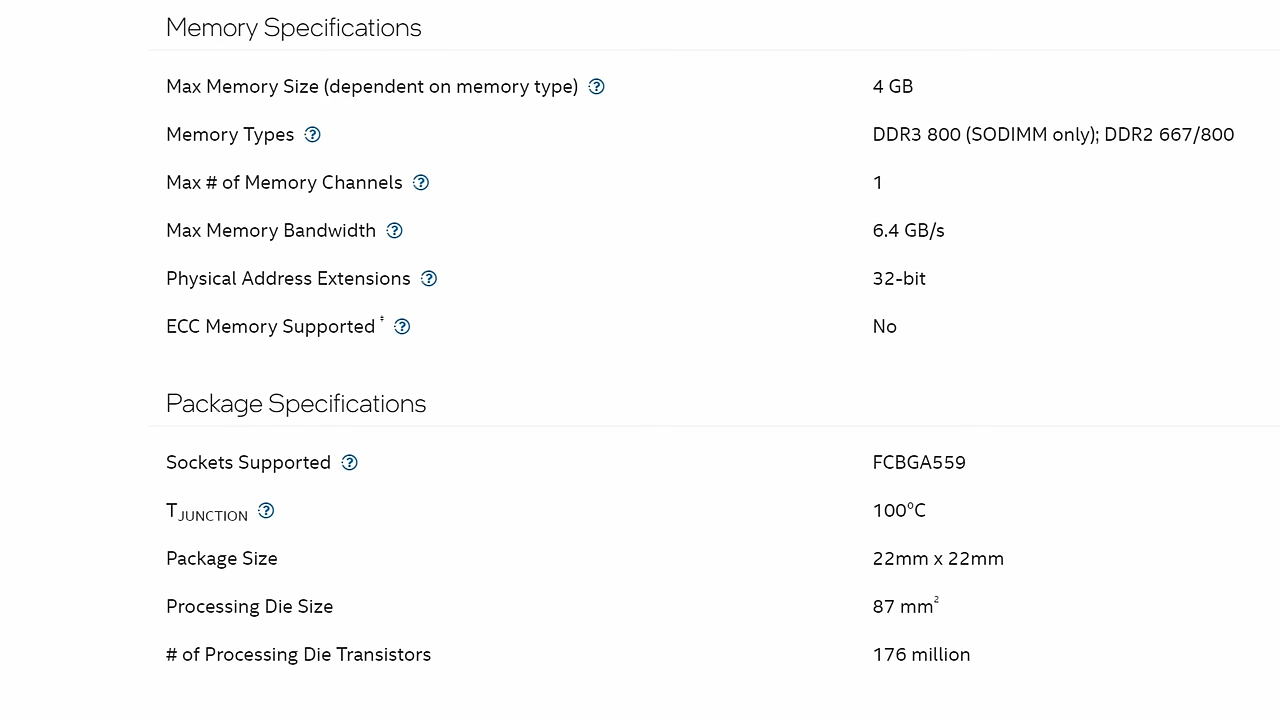 Memory Specifications
Max Memory Size (dependent on memory type) 4 GB
Memory Types DDR3 800 (SODIMM only); DDR2 667/800
Max # of Memory Channels 1
Max Memory Bandwidth 6.4 GB/s
Physical Address Extensions 32-bit
ECC Memory Supported ‡ No
Package Specifications
Sockets Supported FCBGA559
TJUNCTION 100°C
Package Size 22mm x 22mm
Processing Die Size 87 mm²
# of Processing Die Transistors 176 million